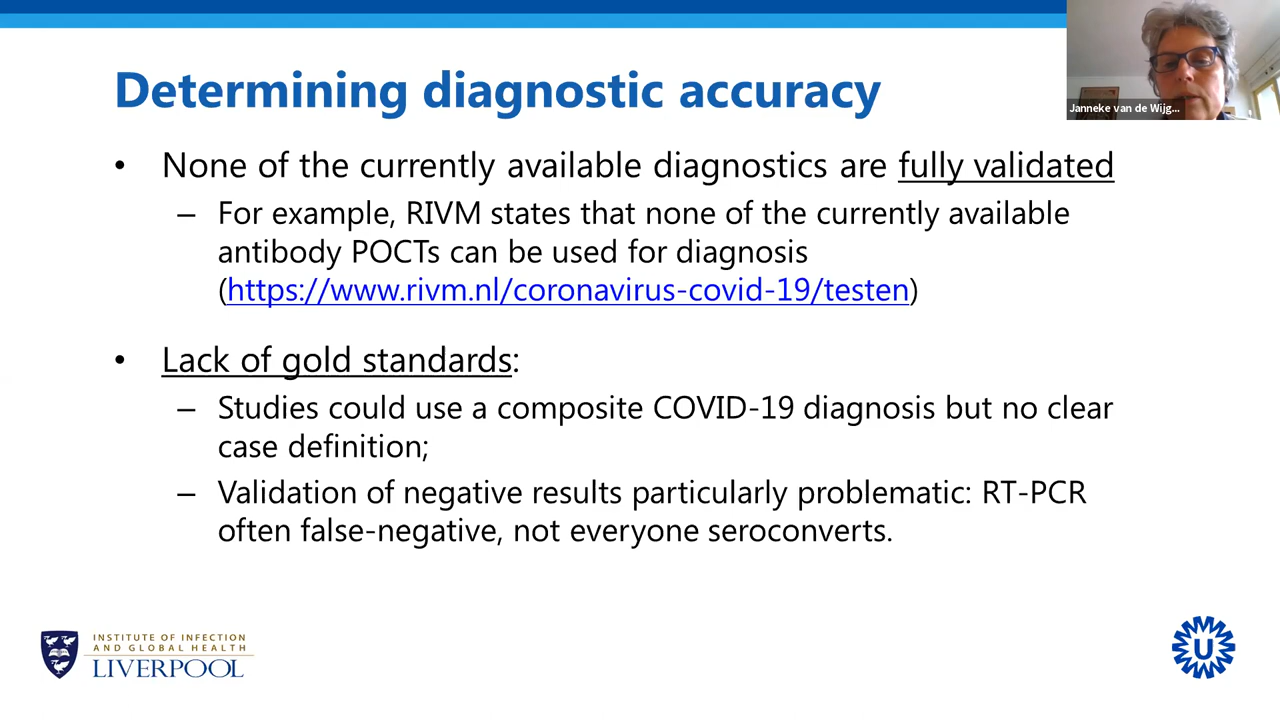 Determining diagnostic accuracy
Janneke van de Wijg...
• None of the currently available diagnostics are fully validated
– For example, RIVM states that none of the currently available
antibody POCTs can be used for diagnosis
(https://www.rivm.nl/coronavirus-covid-19/testen)
• Lack of gold standards:
– Studies could use a composite COVID-19 diagnosis but no clear
case definition;
– Validation of negative results particularly problematic: RT-PCR
often false-negative, not everyone seroconverts.
INSTITUTE OF INFECTION
AND GLOBAL HEALTH
LIVERPOOL
U